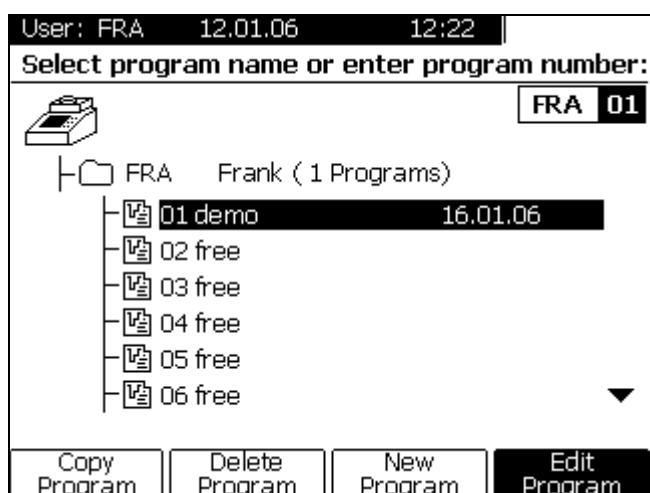 User: FRA 12.01.06 12:22
Select program name or enter program number:
FRA 01
FRA Frank ( 1 Programs)
01 demo 16.01.06
02 free
03 free
04 free
05 free
06 free
Copy Program
Delete Program
New Program
Edit Program